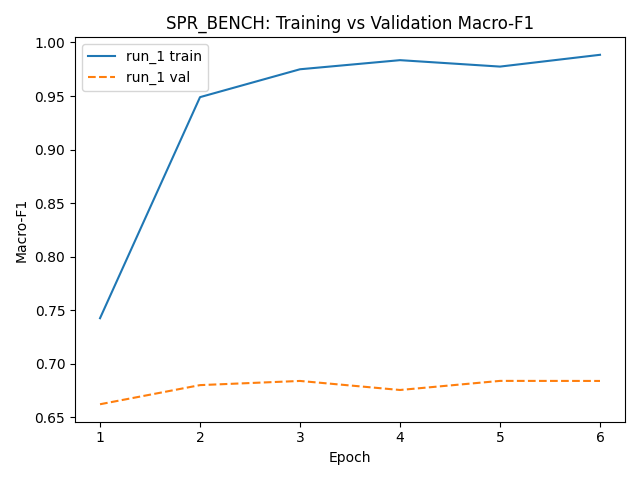 SPR_BENCH: Training vs Validation Macro-F1
run_1 train
run_1 val
Macro-F1
1.00
0.95
0.90
0.85
0.80
0.75
0.70
0.65
1 2 3 4 5 6
Epoch